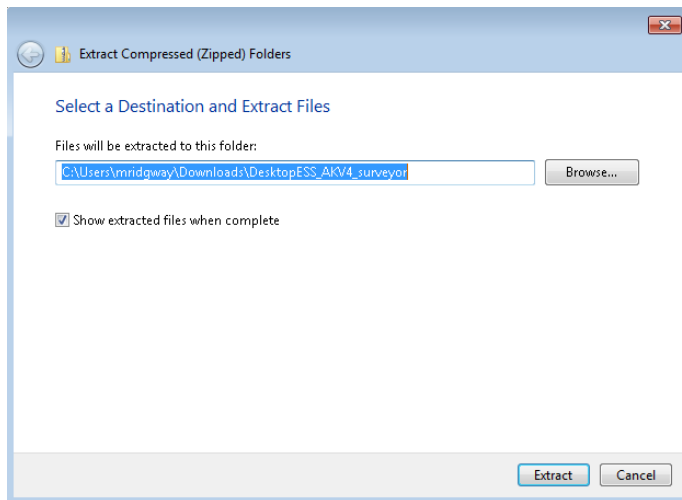 Extract Compressed (Zipped) Folders
Select a Destination and Extract Files
Files will be extracted to this folder:
C:\Users\mridgway\Downloads\DesktopESS_AKV4_surveyor
Browse...
Show extracted files when complete
Extract
Cancel